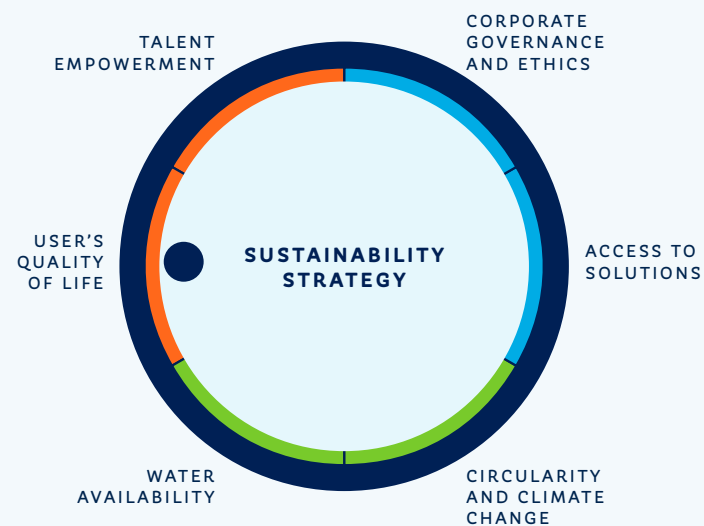 TALENT
EMPOWERMENT
CORPORATE
GOVERNANCE
AND ETHICS
USER'S
QUALITY
OF LIFE
SUSTAINABILITY
STRATEGY
ACCESS TO
SOLUTIONS
WATER
AVAILABILITY
CIRCULARITY
AND CLIMATE
CHANGE